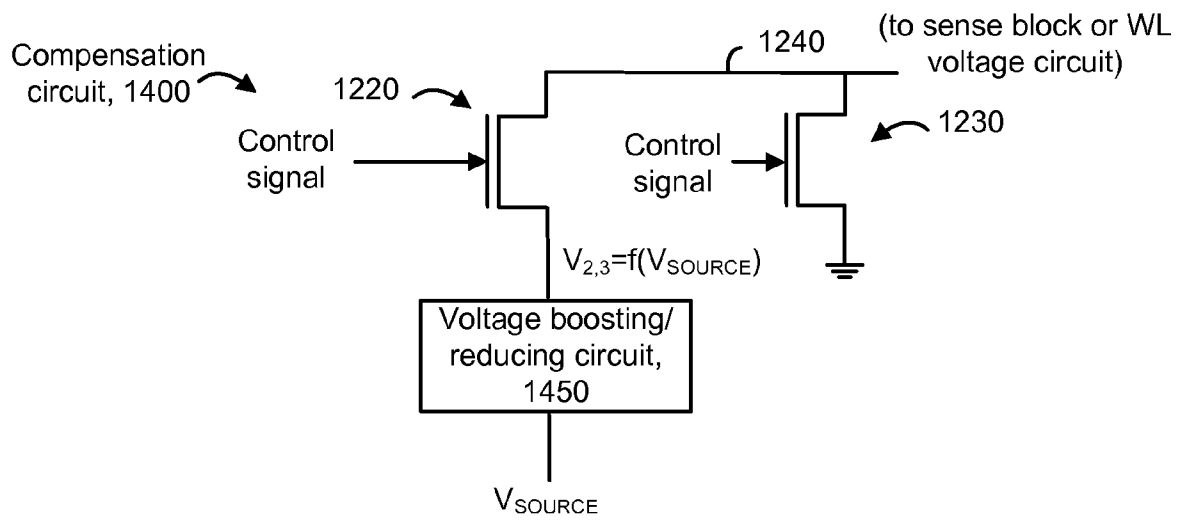 Compensation
circuit, 1400
1220
1240
(to sense block or WL
voltage circuit)
1230
Control
signal
Control
signal
V2,3=f(VSOURCE)
Voltage boosting/
reducing circuit,
1450
VSOURCE